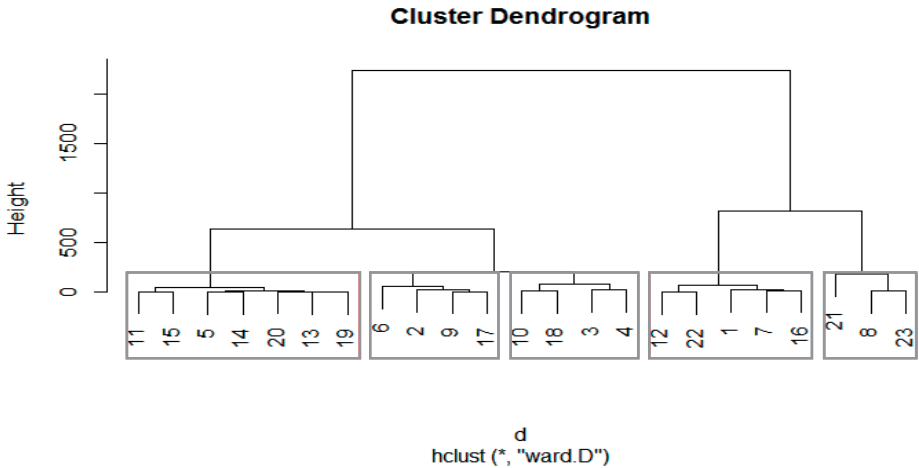 Cluster Dendrogram
Height
1500
500
0
11 15 5 14 20 13 19 6 2 9 17 10 18 3 4 12 22 1 7 16 21 8 23
d
hclust (*, "ward.D")